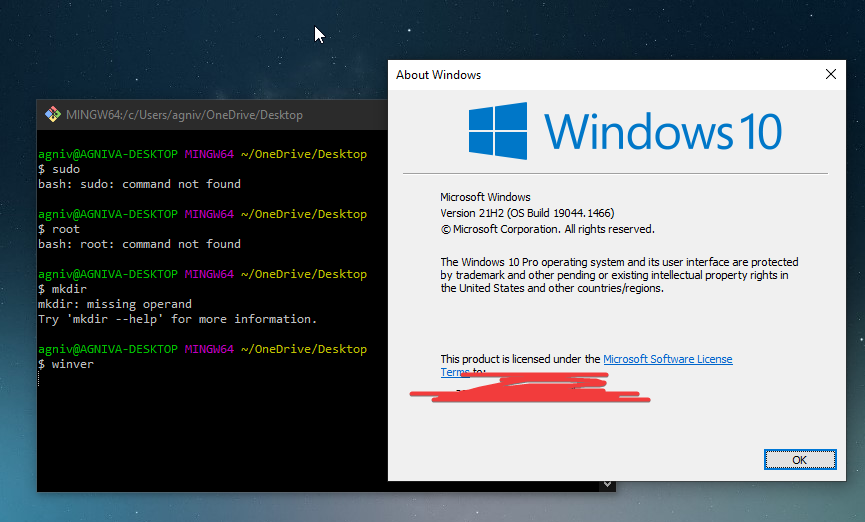 MINGW64:/c/Users/agniv/OneDrive/Desktop
agniv@AGNIVA-DESKTOP MINGW64 ~/OneDrive/Desktop
$ sudo
bash: sudo: command not found
agniv@AGNIVA-DESKTOP MINGW64 ~/OneDrive/Desktop
$ root
bash: root: command not found
agniv@AGNIVA-DESKTOP MINGW64 ~/OneDrive/Desktop
$ mkdir
mkdir: missing operand
Try 'mkdir --help' for more information.
agniv@AGNIVA-DESKTOP MINGW64 ~/OneDrive/Desktop
$ winver
About Windows
Windows 10
Microsoft Windows
Version 21H2 (OS Build 19044.1466)
© Microsoft Corporation. All rights reserved.
The Windows 10 Pro operating system and its user interface are protected
by trademark and other pending or existing intellectual property rights in
the United States and other countries/regions.
This product is licensed under the Microsoft Software License
Terms to:
OK